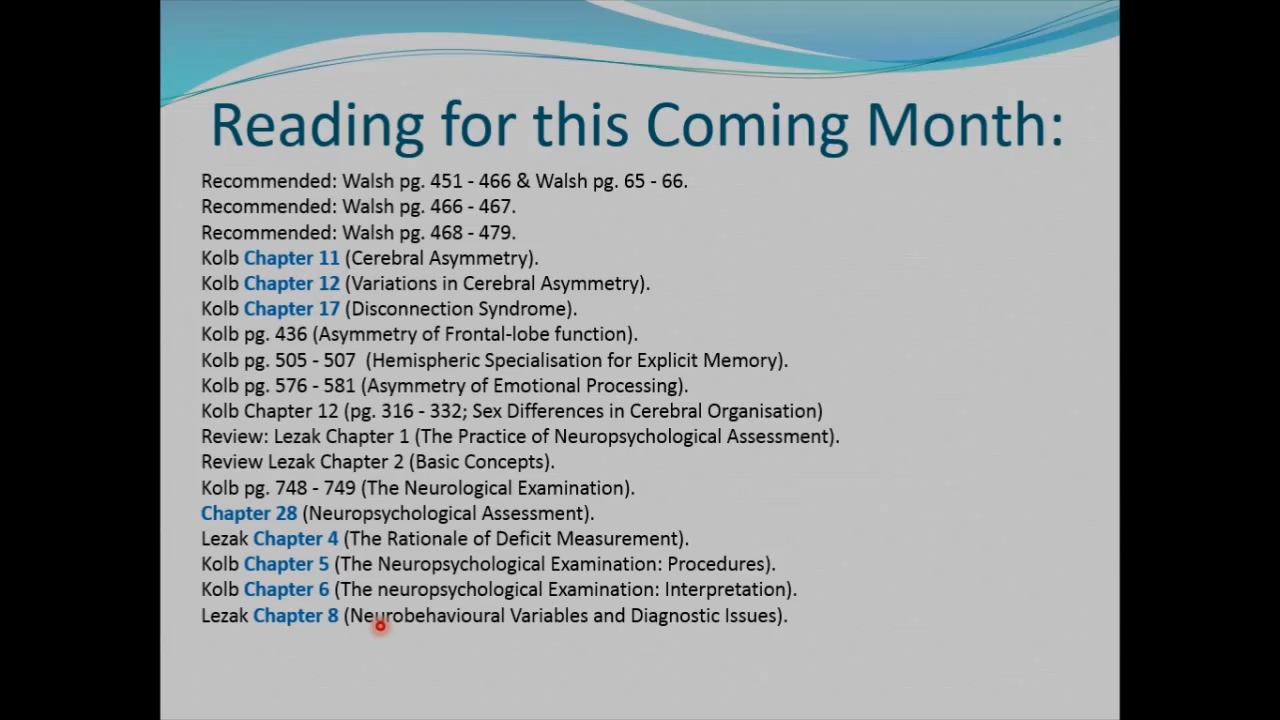 Reading for this Coming Month:
Recommended: Walsh pg. 451 - 466 & Walsh pg. 65 - 66.
Recommended: Walsh pg. 466 - 467.
Recommended: Walsh pg. 468 - 479.
Kolb Chapter 11 (Cerebral Asymmetry).
Kolb Chapter 12 (Variations in Cerebral Asymmetry).
Kolb Chapter 17 (Disconnection Syndrome).
Kolb pg. 436 (Asymmetry of Frontal-lobe function).
Kolb pg. 505 - 507 (Hemispheric Specialisation for Explicit Memory).
Kolb pg. 576 - 581 (Asymmetry of Emotional Processing).
Kolb Chapter 12 (pg. 316 - 332; Sex Differences in Cerebral Organisation)
Review: Lezak Chapter 1 (The Practice of Neuropsychological Assessment).
Review Lezak Chapter 2 (Basic Concepts).
Kolb pg. 748 - 749 (The Neurological Examination).
Chapter 28 (Neuropsychological Assessment).
Lezak Chapter 4 (The Rationale of Deficit Measurement).
Kolb Chapter 5 (The Neuropsychological Examination: Procedures).
Kolb Chapter 6 (The neuropsychological Examination: Interpretation).
Lezak Chapter 8 (Neurobehavioural Variables and Diagnostic Issues).